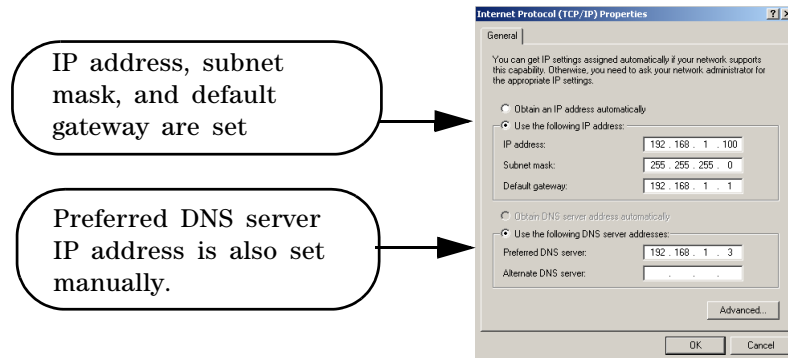 IP address, subnet
mask, and default
gateway are set
Preferred DNS server
IP address is also set
manually.
Internet Protocol (TCP/IP) Properties
General
You can get IP settings assigned automatically if your network supports
this capability. Otherwise, you need to ask your network administrator for
the appropriate IP settings.
Obtain an IP address automatically
Use the following IP address:
IP address: 192 . 168 . 1 . 100
Subnet mask: 255 . 255 . 255 . 0
Default gateway: 192 . 168 . 1 . 1
Obtain DNS server address automatically
Use the following DNS server addresses:
Preferred DNS server: 192 . 168 . 1 . 3
Alternate DNS server: . . .
Advanced...
OK Cancel